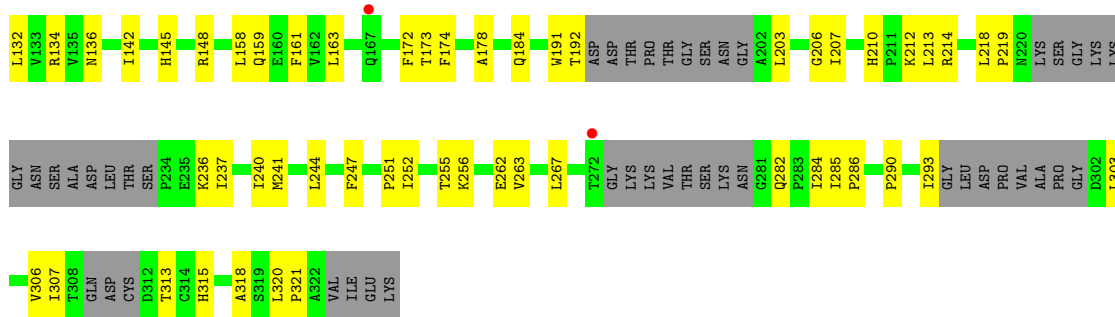 L132 V133 R134 V135 N136 I142 H145 R148 L158 Q159 E160 F161 V162 L163 Q167 F172 T173 F174 A178 Q184 W191 T192 ASP ASP THR PRO THR GLY SER ASN GLY A202 L203 G206 I207 H210 P211 K212 L213 R214 L218 P219 N220 LYS SER GLY LYS LYS
GLY ASN SER ALA ASP LEU THR SER P234 E235 K236 I237 I240 M241 L244 F247 P251 I252 T255 K256 E262 V263 L267 T272 GLY LYS LYS VAL THR SER LYS ASN G281 Q282 P283 I284 I285 P286 P290 I293 GLY LEU ASP PRO VAL ALA PRO GLY D302 L303
V306 I307 T308 GLN ASP CYS D312 T313 C314 H315 A318 S319 L320 P321 A322 VAL ILE GLU LYS